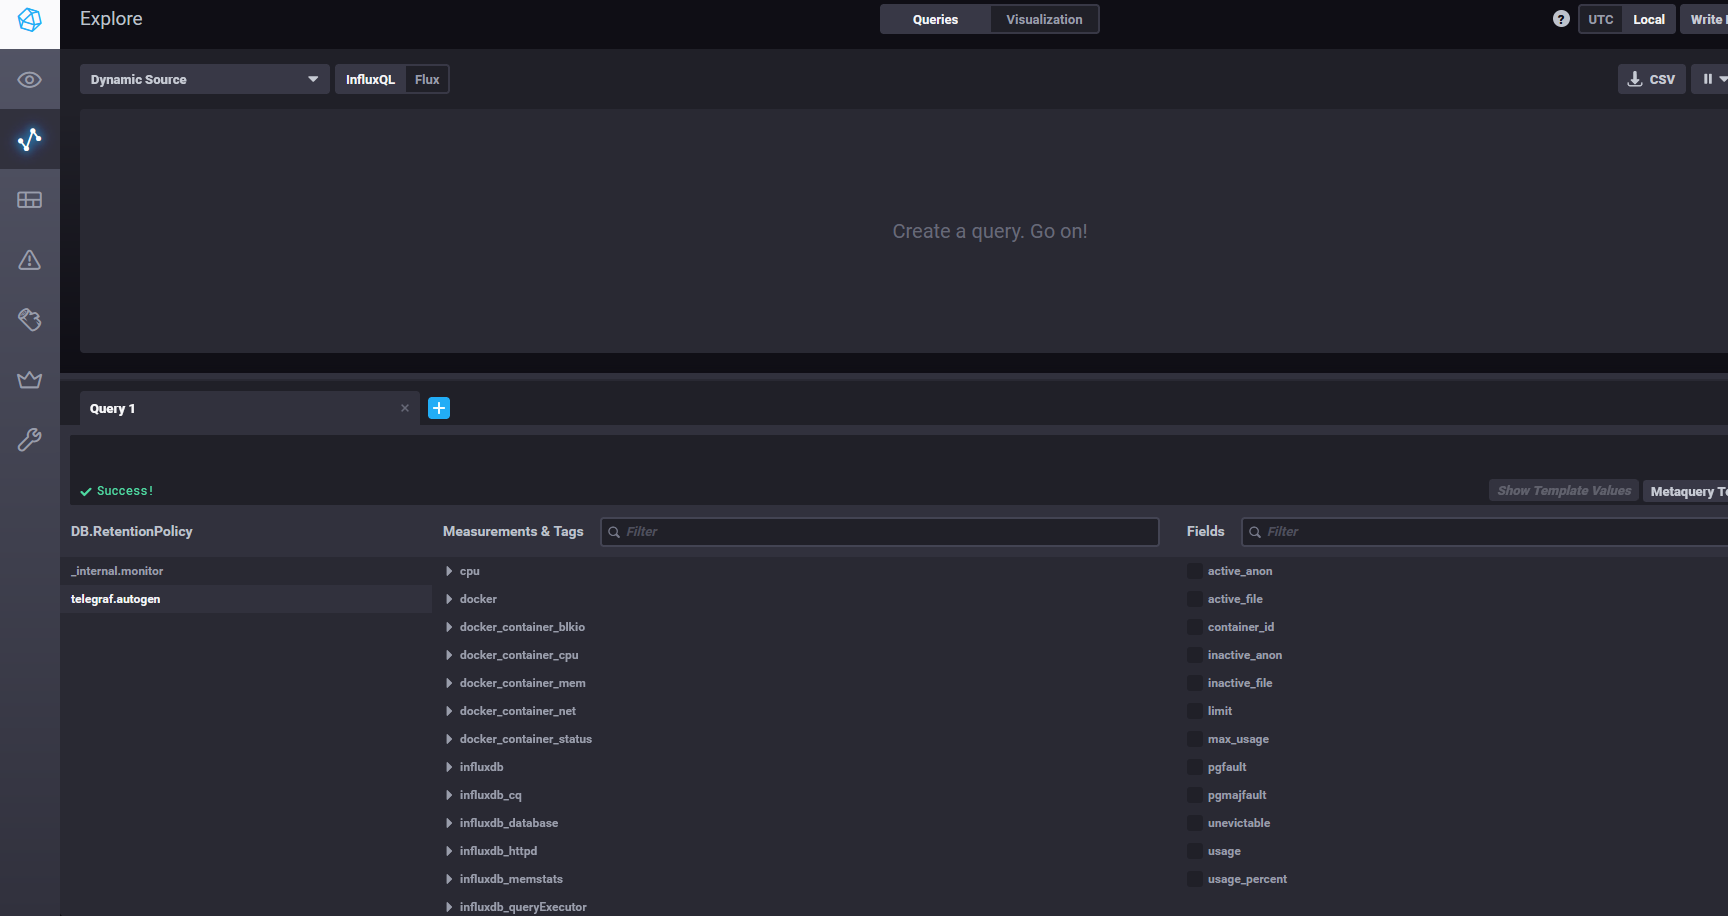 Explore
Queries
Visualization
?
UTC
Local
Write
Dynamic Source
InfluxQL
Flux
CSV
Create a query. Go on!
Query 1
Success!
Show Template Values
Metaquery
DB.RetentionPolicy
_internal.monitor
telegraf.autogen
Measurements & Tags
Filter
cpu
docker
docker_container_blkio
docker_container_cpu
docker_container_mem
docker_container_net
docker_container_status
influxdb
influxdb_cq
influxdb_database
influxdb_httpd
influxdb_memstats
influxdb_queryExecutor
Fields
Filter
active_anon
active_file
container_id
inactive_anon
inactive_file
limit
max_usage
pgfault
pgmajfault
unevictable
usage
usage_percent